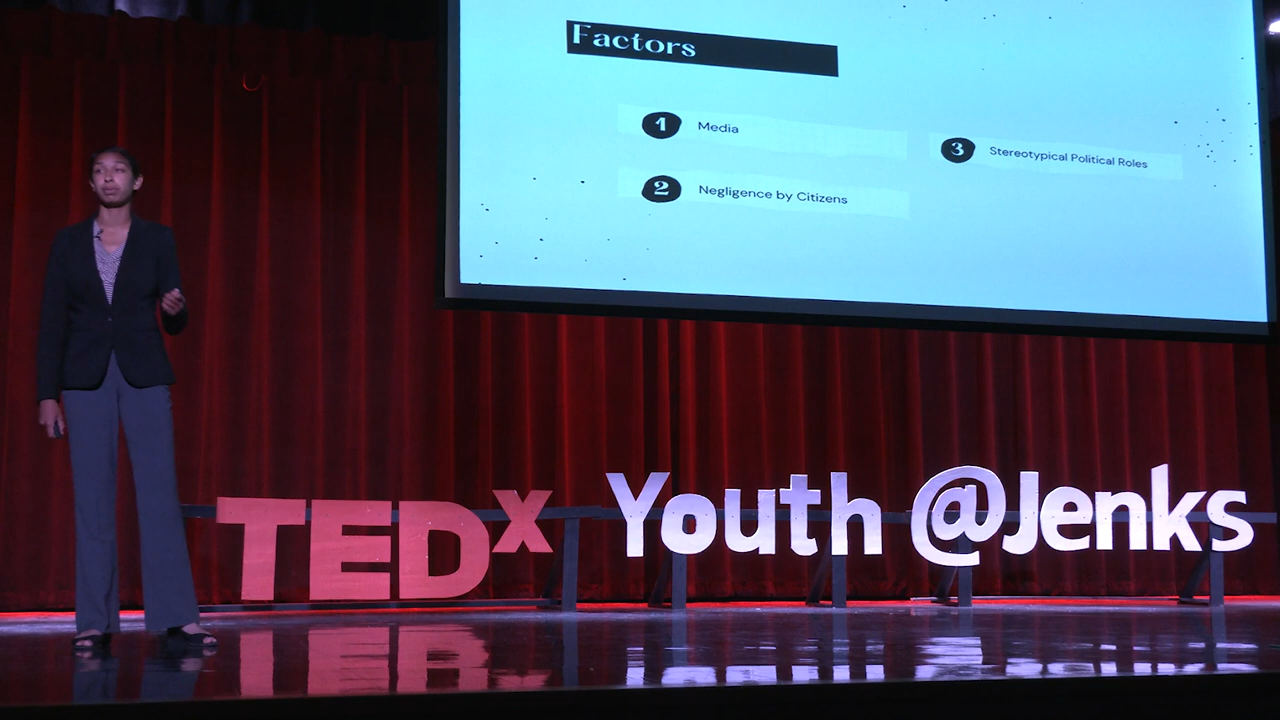 Factors
1 Media
2 Negligence by Citizens
3 Stereotypical Political Roles
TEDx Youth @Jenks